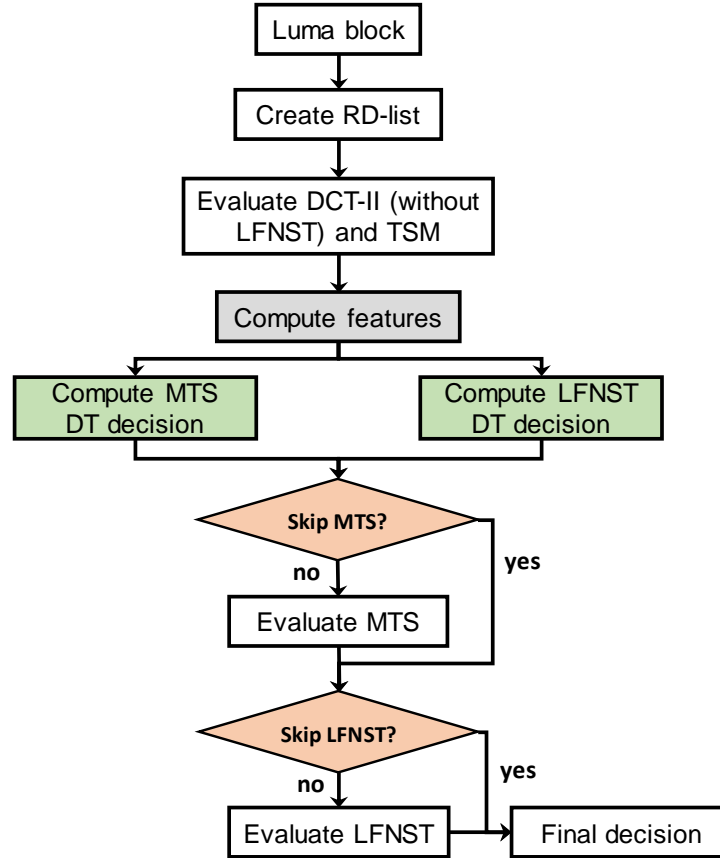 Luma block
Create RD-list
Evaluate DCT-II (without
LFNST) and TSM
Compute features
Compute MTS
DT decision
Compute LFNST
DT decision
Skip MTS?
no
yes
Evaluate MTS
Skip LFNST?
no
yes
Evaluate LFNST
Final decision